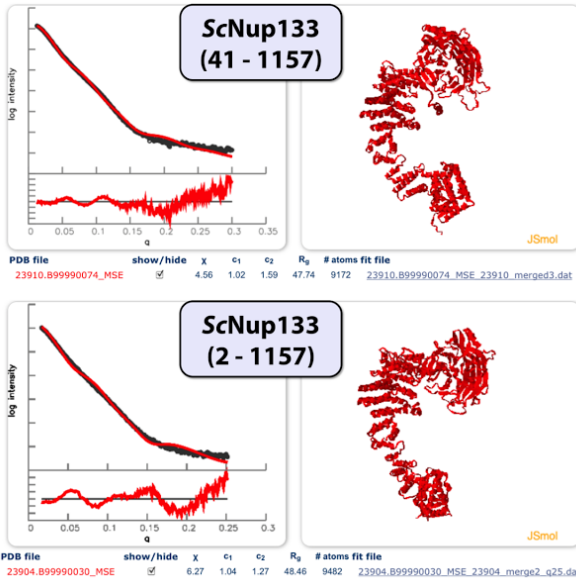 ScNup133
(41 - 1157)
log intensity
0 0.05 0.1 0.15 0.2 0.25 0.3 0.35
q
JSmol
PDB file show/hide χ c1 c2 Rg # atoms fit file
23910.B99990074_MSE 4.56 1.02 1.59 47.74 9172 23910.B99990074_MSE_23910_merged3.dat
ScNup133
(2 - 1157)
log intensity
0 0.05 0.1 0.15 0.2 0.25 0.3
q
JSmol
PDB file show/hide χ c1 c2 Rg # atoms fit file
23904.B99990030_MSE 6.27 1.04 1.27 48.46 9482 23904.B99990030_MSE_23904_merge2_q25.da